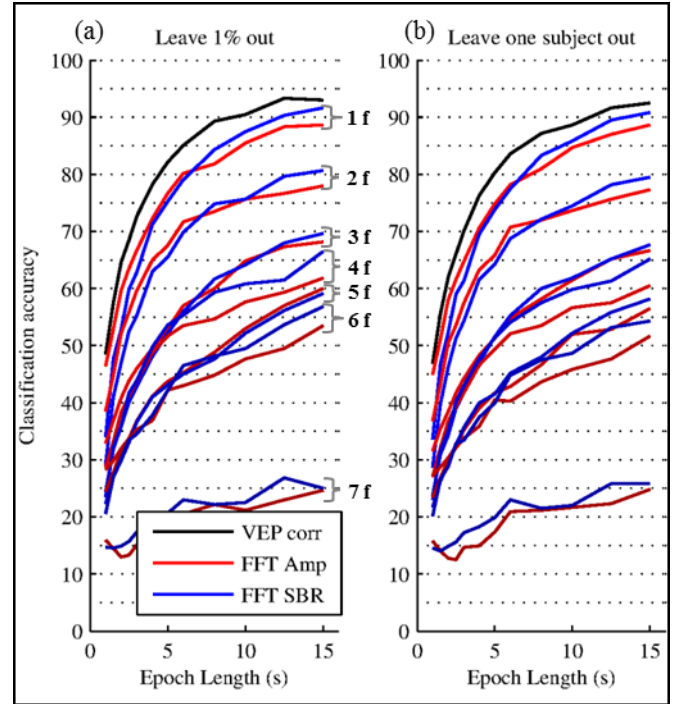 (a) Leave 1% out
(b) Leave one subject out
Classification accuracy
100
90
80
70
60
50
40
30
20
10
0
1 f
2 f
3 f
4 f
5 f
6 f
7 f
VEP corr
FFT Amp
FFT SBR
0 5 10 15
Epoch Length (s)
100
90
80
70
60
50
40
30
20
10
0
0 5 10 15
Epoch Length (s)